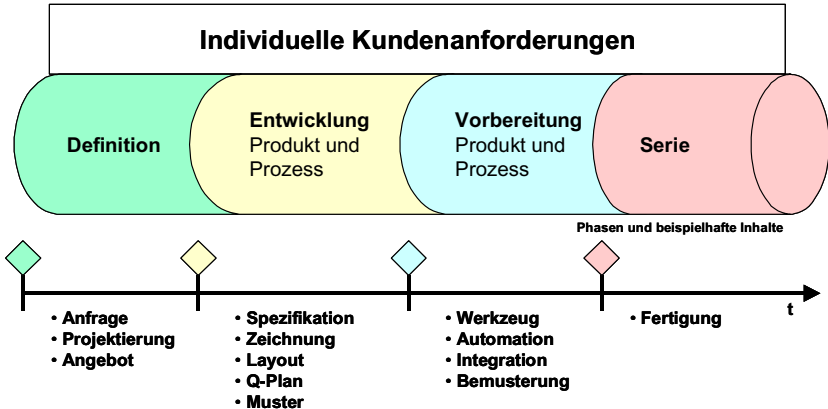 Individuelle Kundenanforderungen
Definition
Entwicklung
Produkt und
Prozess
Vorbereitung
Produkt und
Prozess
Serie
Phasen und beispielhafte Inhalte
t
• Anfrage
• Projektierung
• Angebot
• Spezifikation
• Zeichnung
• Layout
• Q-Plan
• Muster
• Werkzeug
• Automation
• Integration
• Bemusterung
• Fertigung